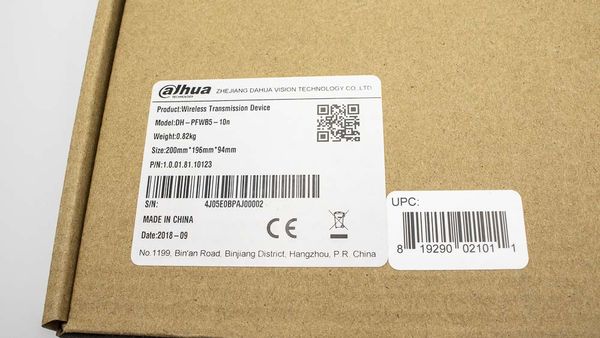 alhua
TECHNOLOGY
ZHEJIANG DAHUA VISION TECHNOLOGY CO.,LTD.
Product:Wireless Transmission Device
Model:DH-PFWB5-10n
Weight:0.82kg
Size:200mm*196mm*94mm
P/N:1.0.01.81.10123
S/N: 4J05E0BPAJ00002
MADE IN CHINA
Date:2018-09
CE
No.1199, Bin'an Road, Binjiang District, Hangzhou, P.R. China
UPC:
8 19290 02101 1